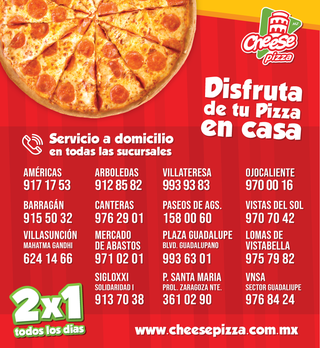 CheeSe
pizza
Disfruta
de tu Pizza
en casa
Servicio a domicilio
en todas las sucursales
AMÉRICAS
917 17 53
ARBOLEDAS
912 85 82
VILLATERESA
993 93 83
OJOCALIENTE
970 00 16
BARRAGÁN
915 50 32
CANTERAS
976 29 01
PASEOS DE AGS.
158 00 60
VISTAS DEL SOL
970 70 42
VILLASUNCIÓN
MAHATMA GANDHI
624 14 66
MERCADO
DE ABASTOS
971 02 01
PLAZA GUADALUPE
BLVD. GUADALUPANO
993 63 01
LOMAS DE
VISTABELLA
975 79 82
2x1
todos los días
SIGLOXXI
SOLIDARIDAD I
913 70 38
P. SANTA MARIA
PROL. ZARAGOZA NTE.
361 02 90
VNSA
SECTOR GUADALUPE
976 84 24
www.cheesepizza.com.mx